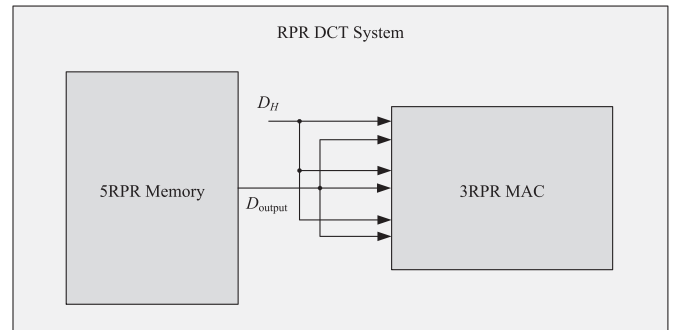 RPR DCT System
D_H
5RPR Memory
D_output
3RPR MAC